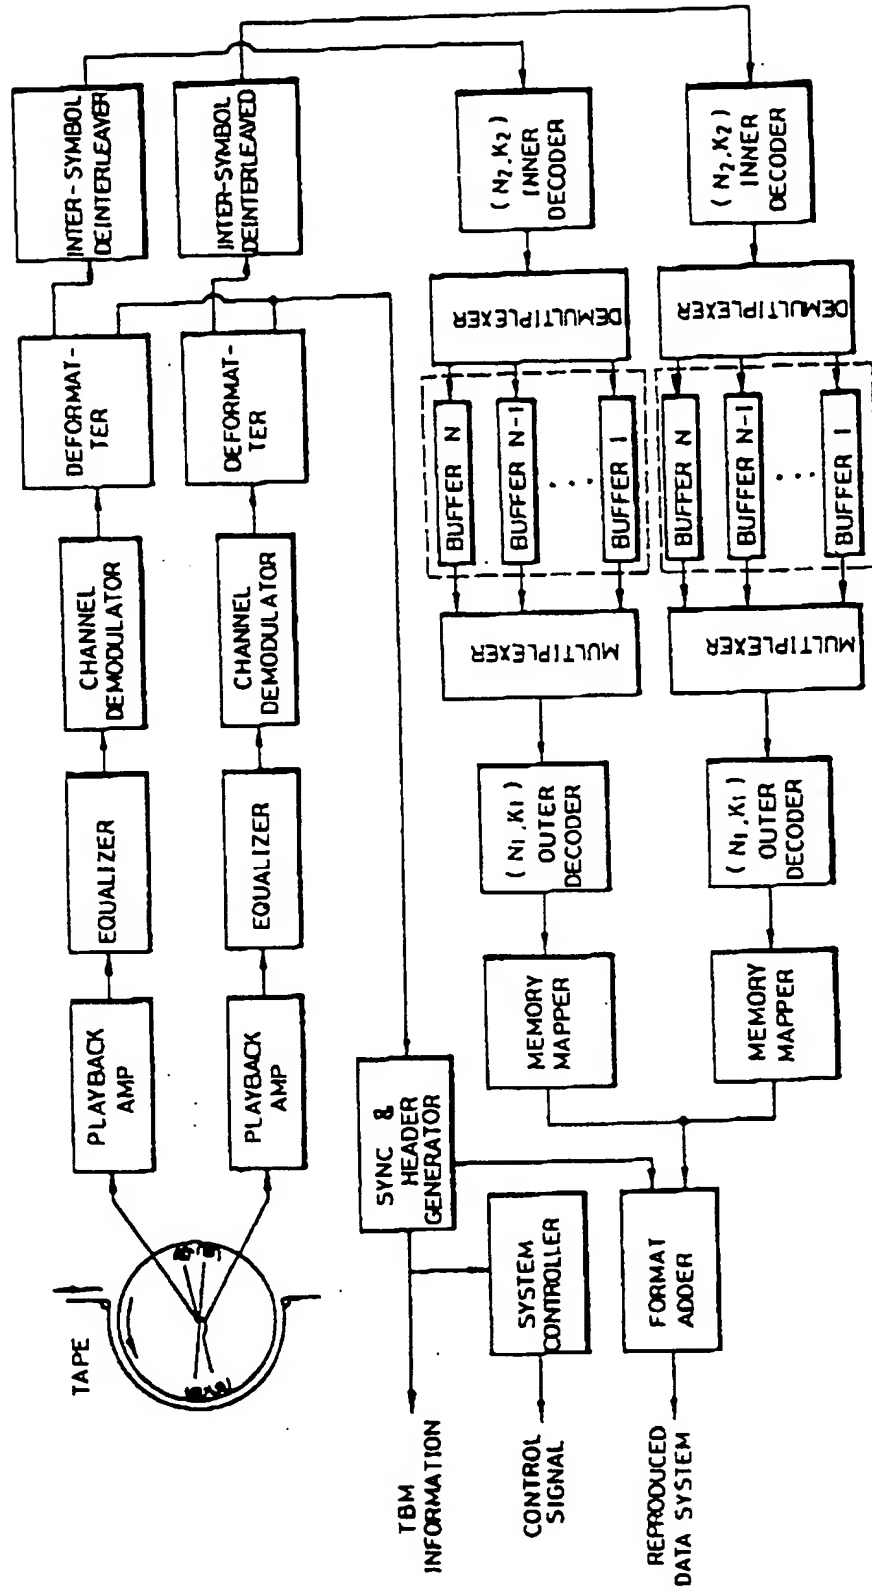 TAPE
PLAYBACK
AMP
EQUALIZER
CHANNEL
DEMODULATOR
DEFORMAT-
TER
INTER-SYMBOL
DEINTERLEAVER
PLAYBACK
AMP
EQUALIZER
CHANNEL
DEMODULATOR
DEFORMAT-
TER
INTER-SYMBOL
DEINTERLEAVED
TBM
INFORMATION
SYNC &
HEADER
GENERATOR
CONTROL
SIGNAL
SYSTEM
CONTROLLER
MEMORY
MAPPER
(N1,K1)
OUTER
DECODER
MULTIPLEXER
BUFFER N
BUFFER N-1
...
BUFFER 1
DEMULTIPLEXER
(N2,K2)
INNER
DECODER
REPRODUCED
DATA SYSTEM
FORMAT
ADDER
MEMORY
MAPPER
(N1,K1)
OUTER
DECODER
MULTIPLEXER
BUFFER N
BUFFER N-1
...
BUFFER 1
DEMULTIPLEXER
(N2,K2)
INNER
DECODER